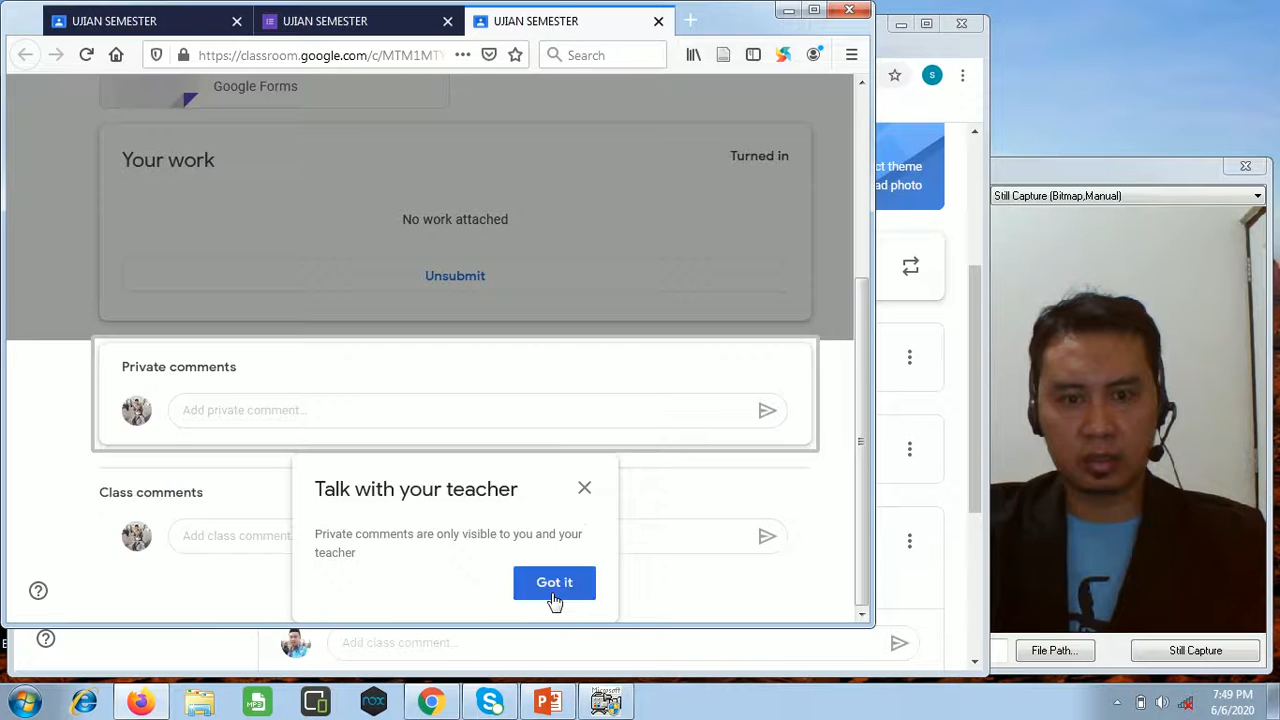 UJIAN SEMESTER
UJIAN SEMESTER
UJIAN SEMESTER
https://classroom.google.com/c/MTM1MTY
Search
Google Forms
Your work
Turned in
No work attached
Unsubmit
Private comments
Add private comment...
Class comments
Add class comment
Talk with your teacher
Private comments are only visible to you and your
teacher
Got it
s
ct theme
ad photo
Still Capture (Bitmap,Manual)
Add class comment...
File Path...
Still Capture
Microsoft
7:49 PM
6/6/2020